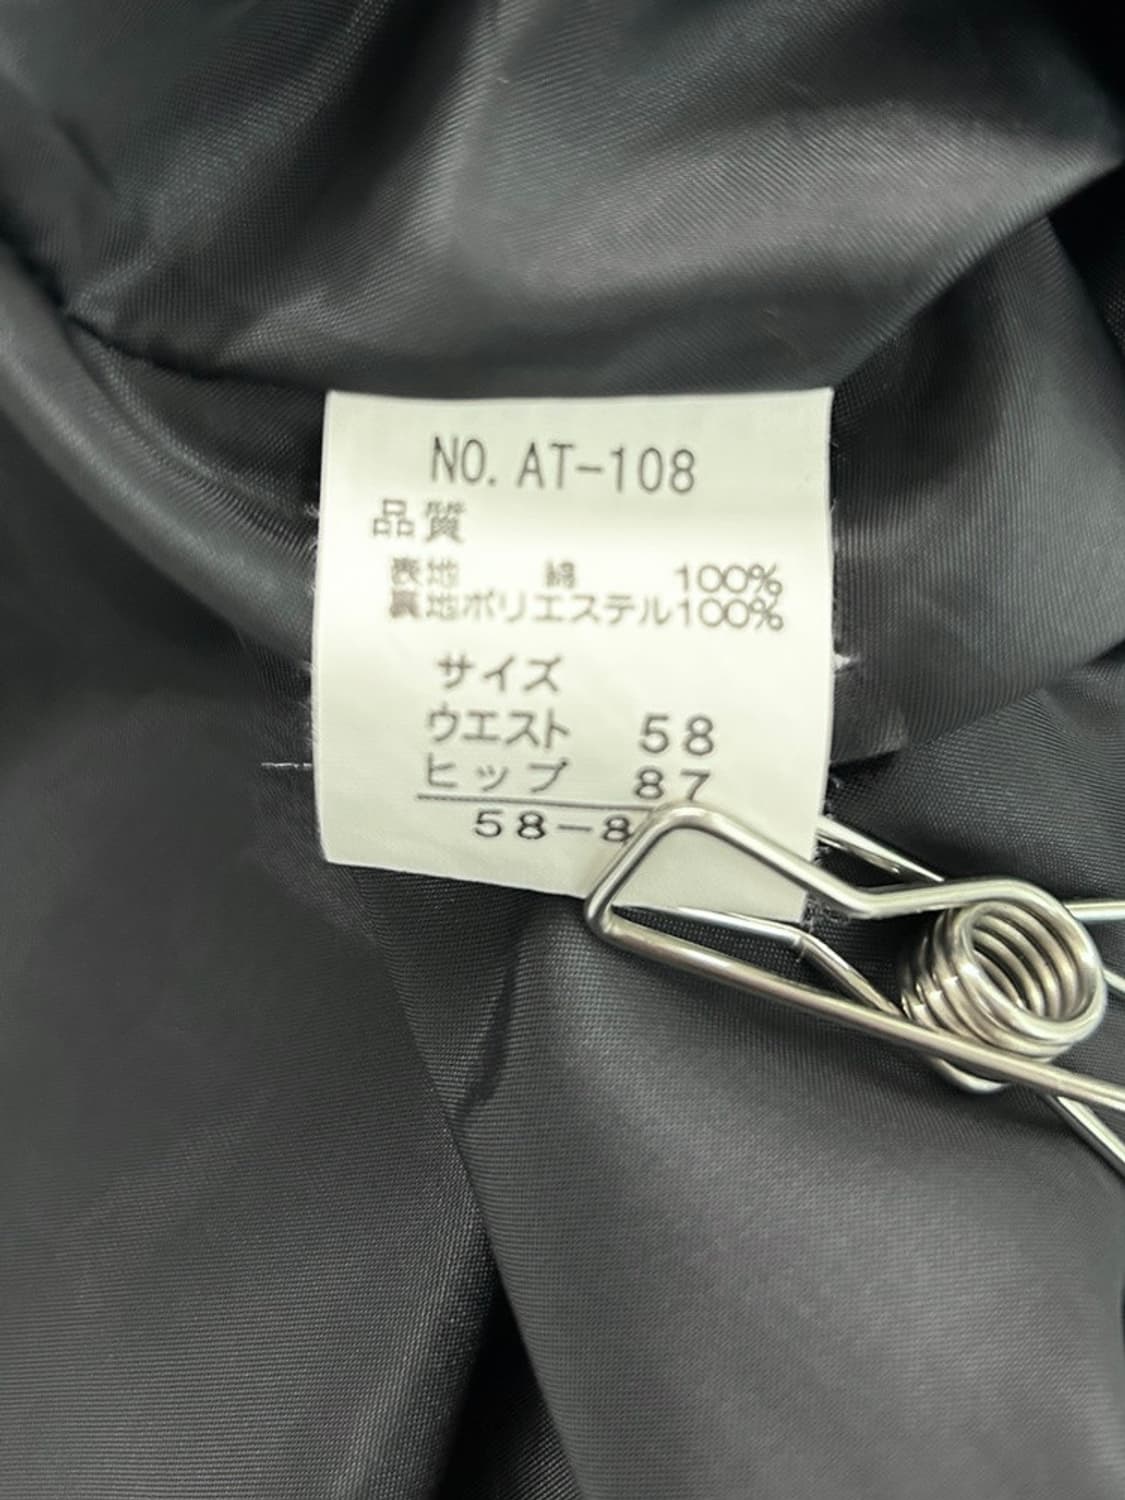 NO. AT-108
品質
表地 綿 100%
裏地ポリエステル100%
サイズ
ウエスト 58
ヒップ 87
58-8